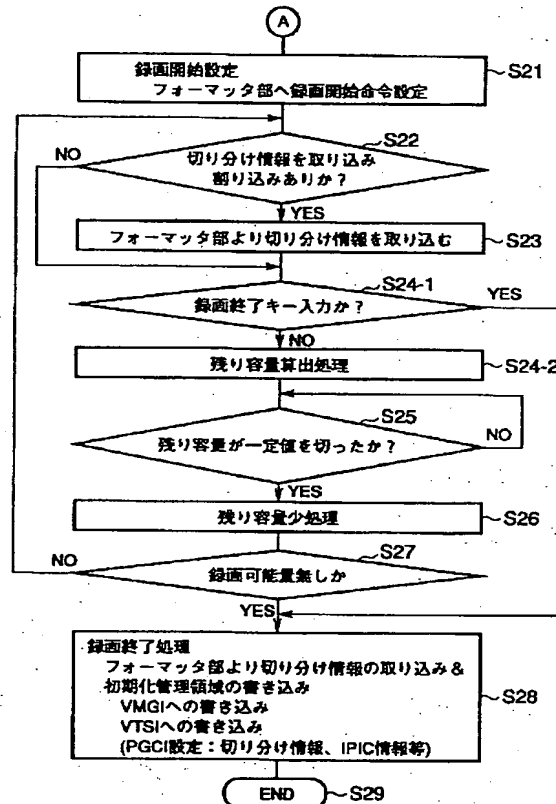 A
録画開始設定
フォーマッタ部へ録画開始命令設定
S21
S22
NO
切り分け情報を取り込み
割り込みありか？
YES
フォーマッタ部より切り分け情報を取り込む
S23
S24-1
録画終了キー入力か？
YES
NO
残り容量算出処理
S24-2
S25
残り容量が一定値を切ったか？
NO
YES
残り容量少処理
S26
S27
NO
録画可能量無しか
YES
録画終了処理
フォーマッタ部より切り分け情報の取り込み＆
初期化管理領域の書き込み
VMGIへの書き込み
VTSIへの書き込み
(PGCI設定：切り分け情報、IPIC情報等)
S28
END
S29